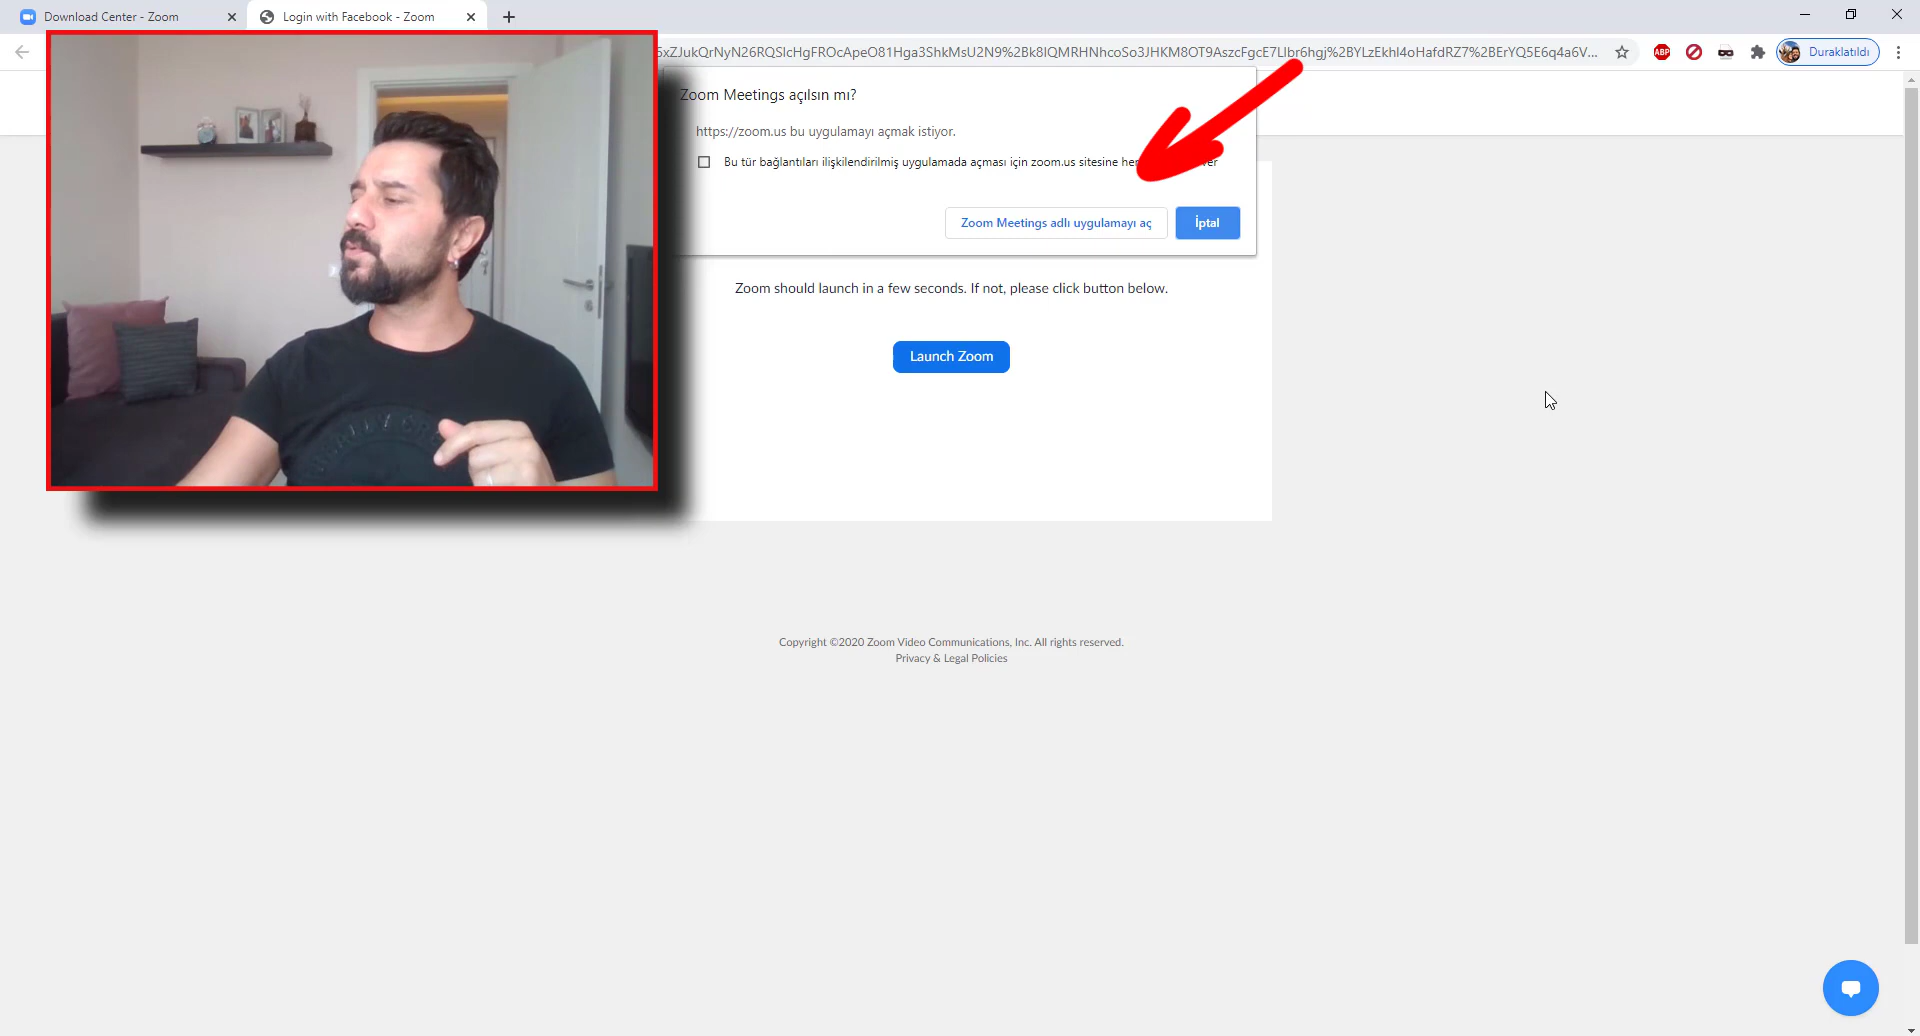 Download Center - Zoom
Login with Facebook - Zoom
5xZJukQrNyN26RQSlcHgFROcApeO81Hga3ShkMsU2N9%2Bk8IQMRHNhcoSo3JHKM8OT9AszcFgcE7LIbr6hgj%2BYLzEkhl4oHafdRZ7%2BErYQ5E6q4a6V...
ABP
Duraklatıldı
Zoom Meetings açılsın mı?
https://zoom.us bu uygulamayı açmak istiyor.
Bu tür bağlantıları ilişkilendirilmiş uygulamada açması için zoom.us sitesine
Zoom Meetings adlı uygulamayı aç
İptal
Zoom should launch in a few seconds. If not, please click button below.
Launch Zoom
Copyright ©2020 Zoom Video Communications, Inc. All rights reserved.
Privacy & Legal Policies